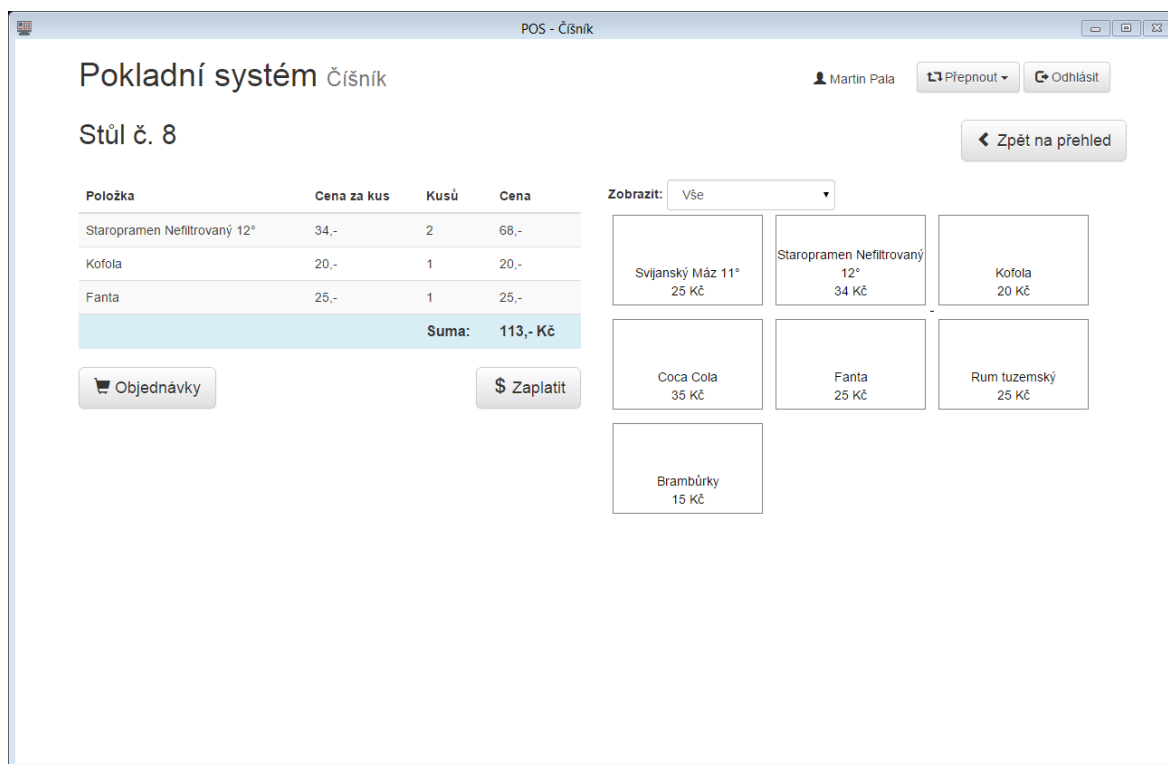 POS - Číšník
Pokladní systém Číšník
Martin Pala
Přepnout
Odhlásit
Stůl č. 8
Zpět na přehled
Položka Cena za kus Kusů Cena
Staropramen Nefiltrovaný 12° 34,- 2 68,-
Kofola 20,- 1 20,-
Fanta 25,- 1 25,-
Suma: 113,- Kč
Objednávky
$ Zaplatit
Zobrazit: Vše
Svijanský Máz 11°
25 Kč
Staropramen Nefiltrovaný
12°
34 Kč
Kofola
20 Kč
-
Coca Cola
35 Kč
Fanta
25 Kč
Rum tuzemský
25 Kč
Brambůrky
15 Kč